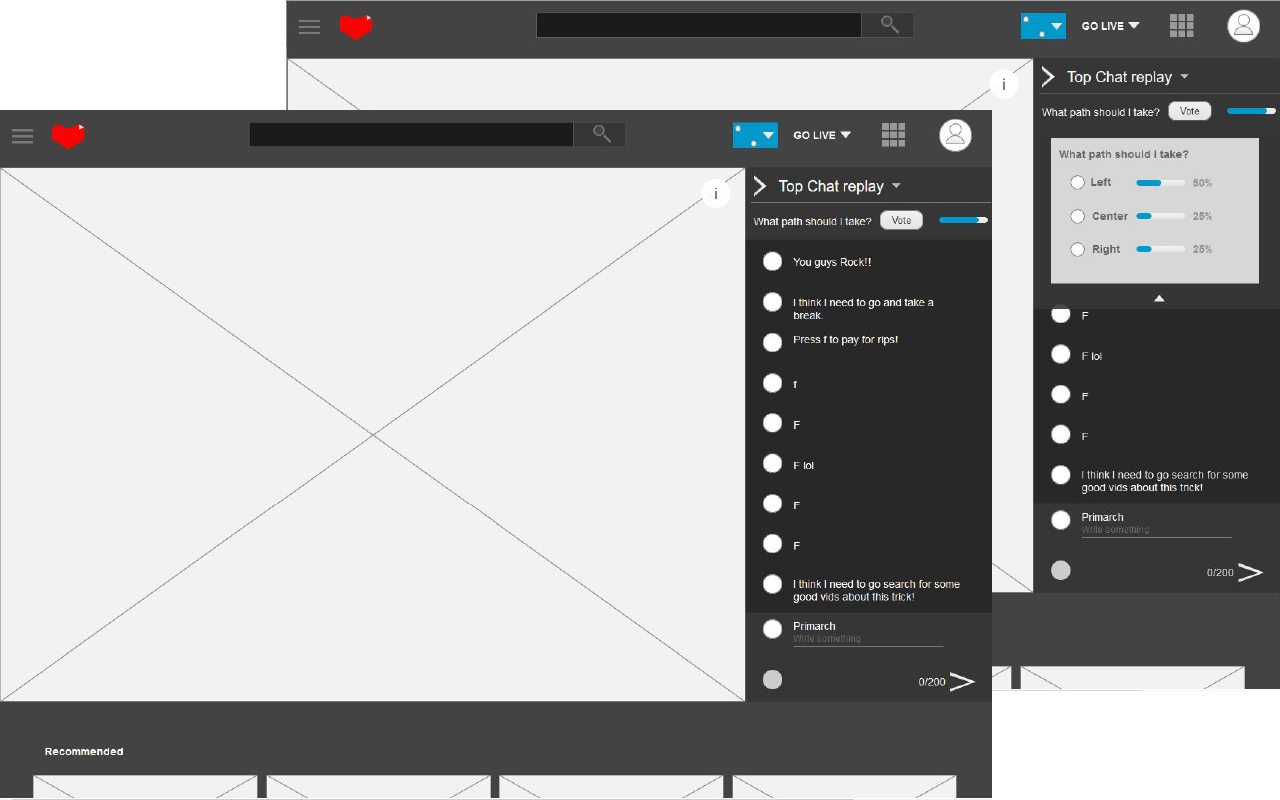 GO LIVE
i
Top Chat replay
What path should I take?
Vote
What path should I take?
Left
50%
Center
25%
Right
25%
F
F lol
F
F
I think I need to go search for some
good vids about this trick!
Primarch
Write something
0/200
GO LIVE
i
Top Chat replay
What path should I take?
Vote
You guys Rock!!
I think I need to go and take a
break.
Press f to pay for rips!
f
F
F lol
F
F
I think I need to go search for some
good vids about this trick!
Primarch
Write something
0/200
Recommended